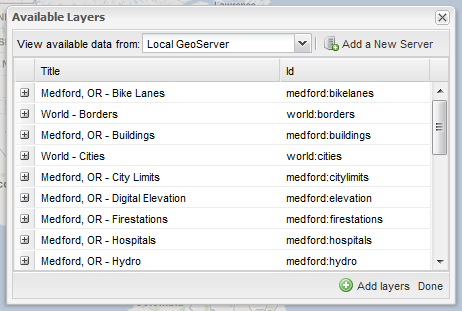 Available Layers
View available data from: Local GeoServer Add a New Server
Title Id
Medford, OR - Bike Lanes medford:bikelanes
World - Borders world:borders
Medford, OR - Buildings medford:buildings
World - Cities world:cities
Medford, OR - City Limits medford:citylimits
Medford, OR - Digital Elevation medford:elevation
Medford, OR - Firestations medford:firestations
Medford, OR - Hospitals medford:hospitals
Medford, OR - Hydro medford:hydro
Add layers Done